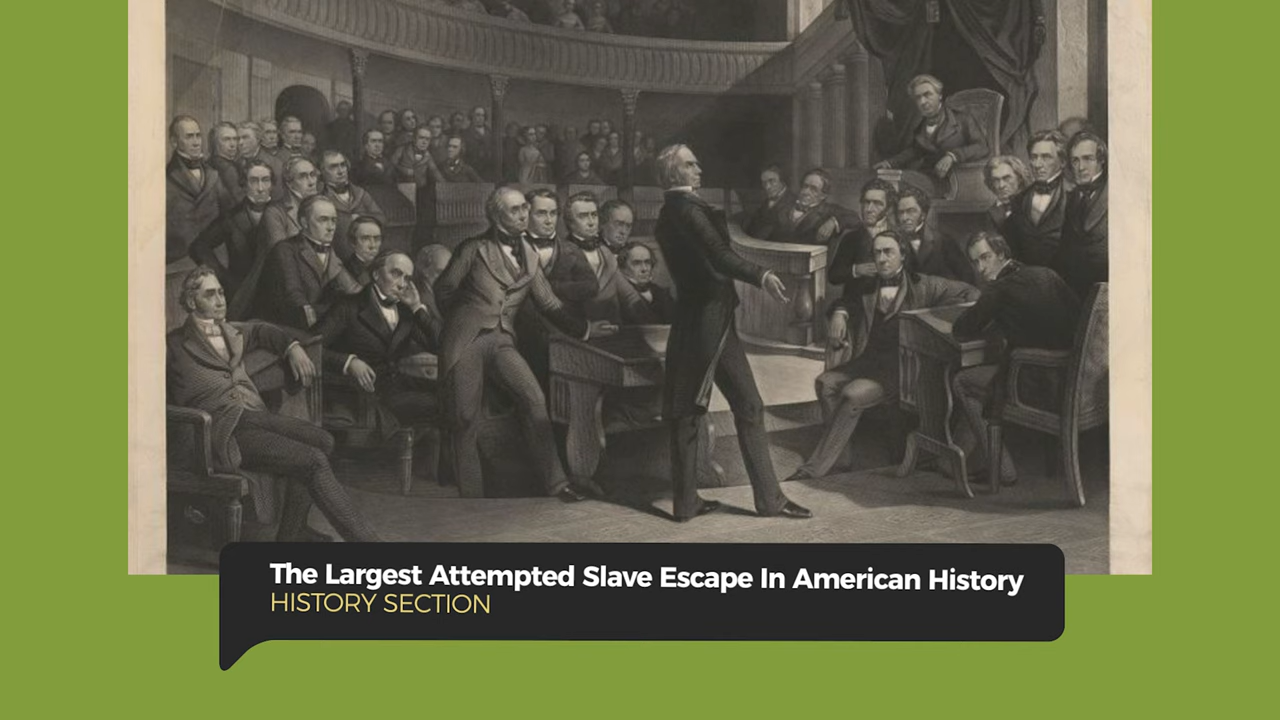 The Largest Attempted Slave Escape In American History
HISTORY SECTION